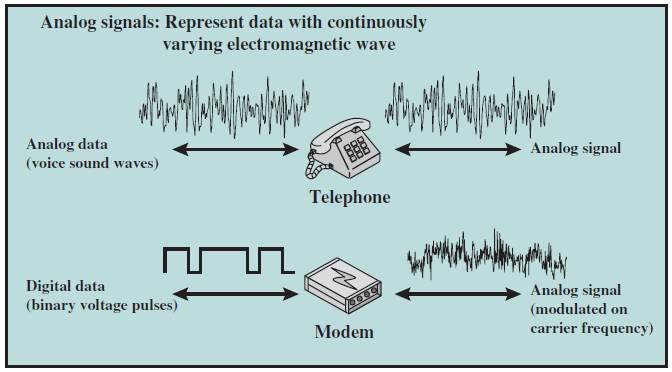 Analog signals: Represent data with continuously
varying electromagnetic wave
Analog data
(voice sound waves)
Analog signal
Telephone
Digital data
(binary voltage pulses)
Analog signal
(modulated on
carrier frequency)
Modem